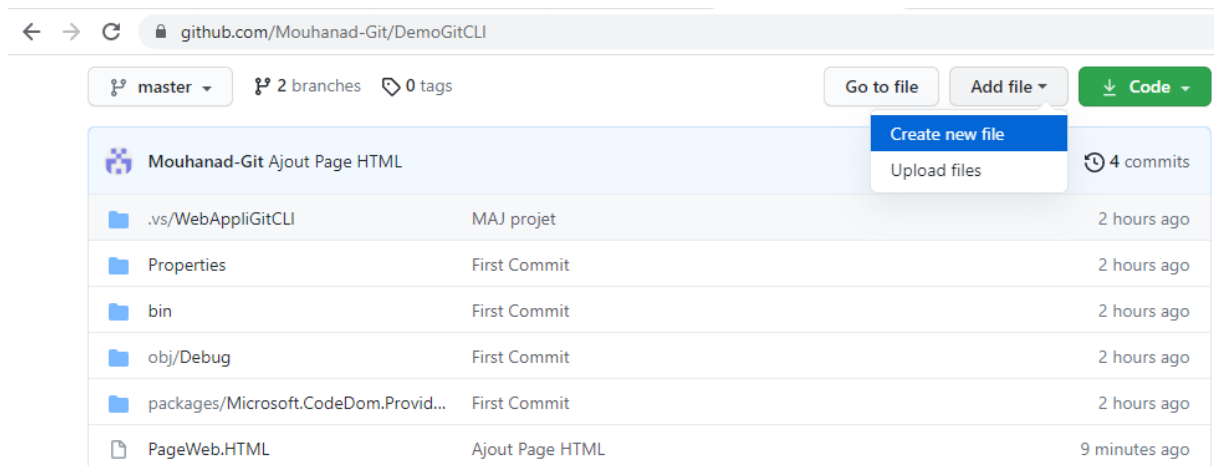 github.com/Mouhanad-Git/DemoGitCLI
master 2 branches 0 tags Go to file Add file Code
Create new file
Mouhanad-Git Ajout Page HTML 4 commits
Upload files
.vs/WebAppliGitCLI MAJ projet 2 hours ago
Properties First Commit 2 hours ago
bin First Commit 2 hours ago
obj/Debug First Commit 2 hours ago
packages/Microsoft.CodeDom.Provid... First Commit 2 hours ago
PageWeb.HTML Ajout Page HTML 9 minutes ago